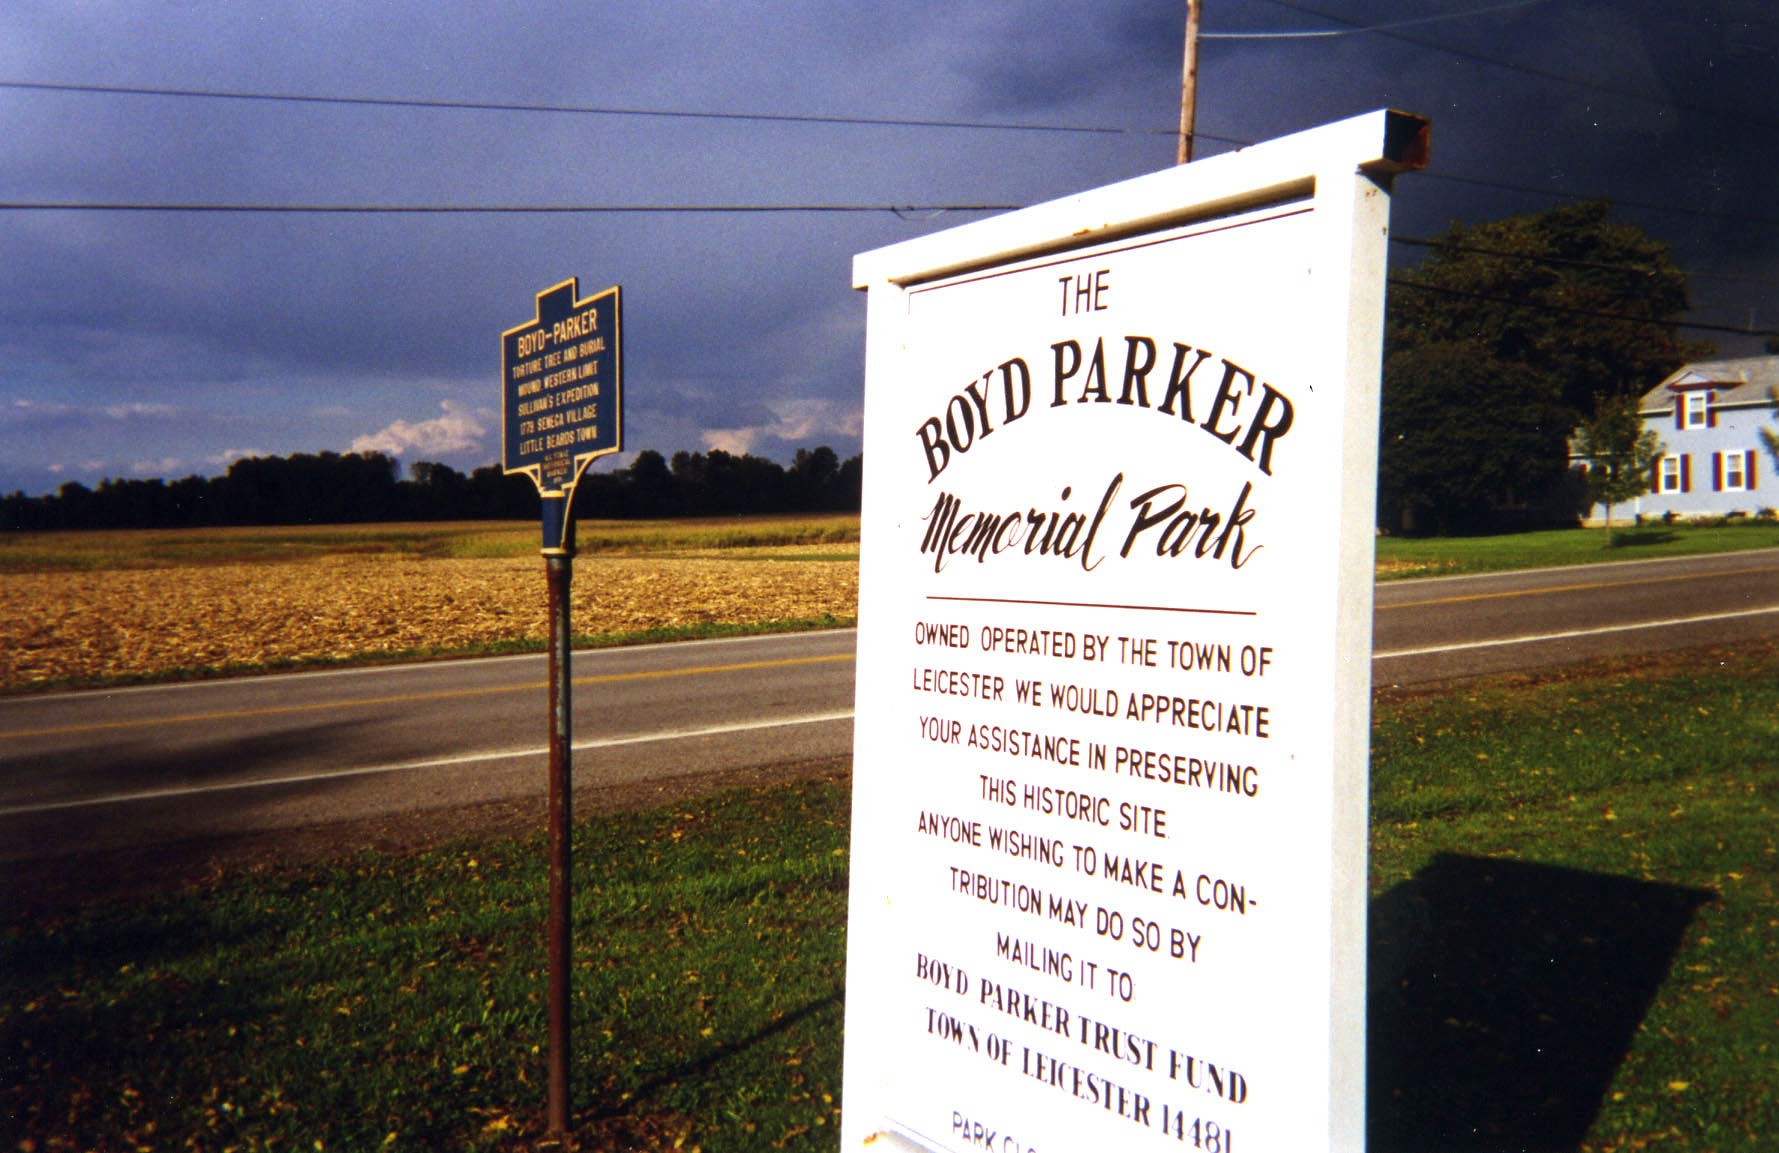 BOYD-PARKER
TORTURE TREE AND BURIAL
MOUND. WESTERN LIMIT
SULLIVAN'S EXPEDITION
1779 SENECA VILLAGE
LITTLE BEARDS TOWN
THE
BOYD PARKER
Memorial Park
OWNED OPERATED BY THE TOWN OF
LEICESTER WE WOULD APPRECIATE
YOUR ASSISTANCE IN PRESERVING
THIS HISTORIC SITE.
ANYONE WISHING TO MAKE A CON-
TRIBUTION MAY DO SO BY
MAILING IT TO
BOYD PARKER TRUST FUND
TOWN OF LEICESTER 14481
PARK